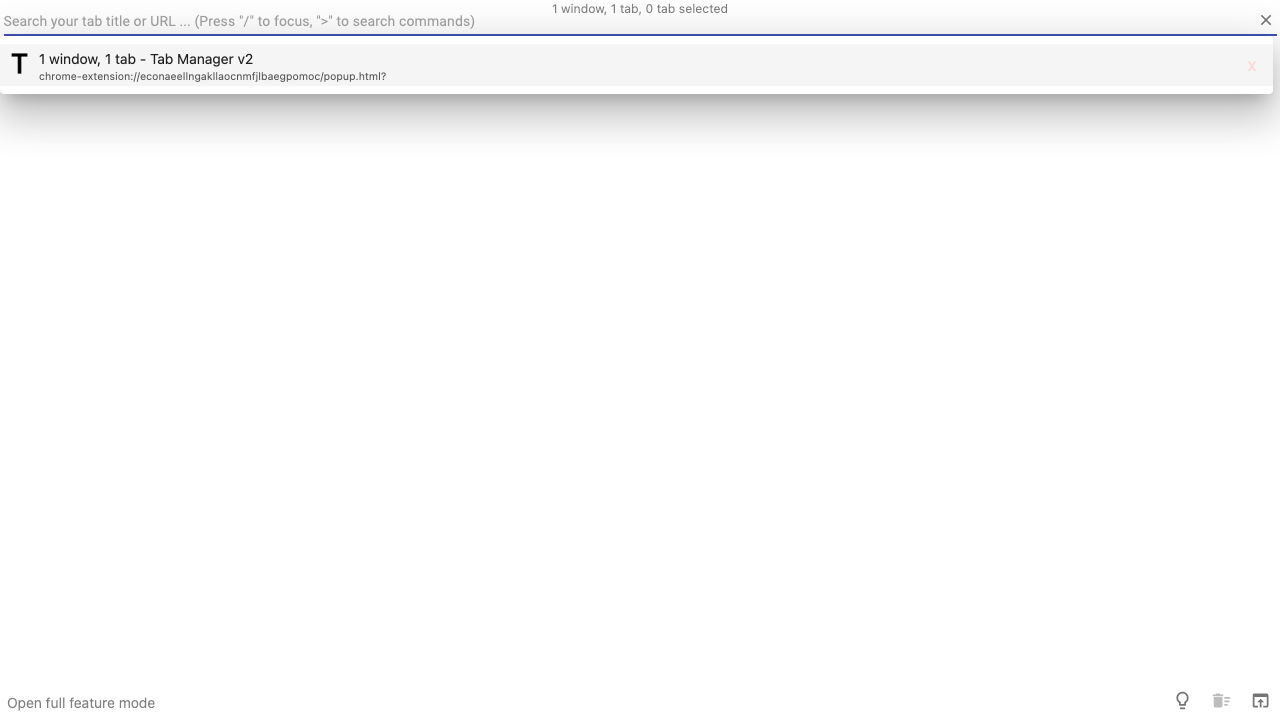 1 window, 1 tab, 0 tab selected
Search your tab title or URL ... (Press "/" to focus, ">" to search commands)
T
1 window, 1 tab - Tab Manager v2
chrome-extension://econaeellngakllaocnmfjlbaegpomoc/popup.html?
X
Open full feature mode